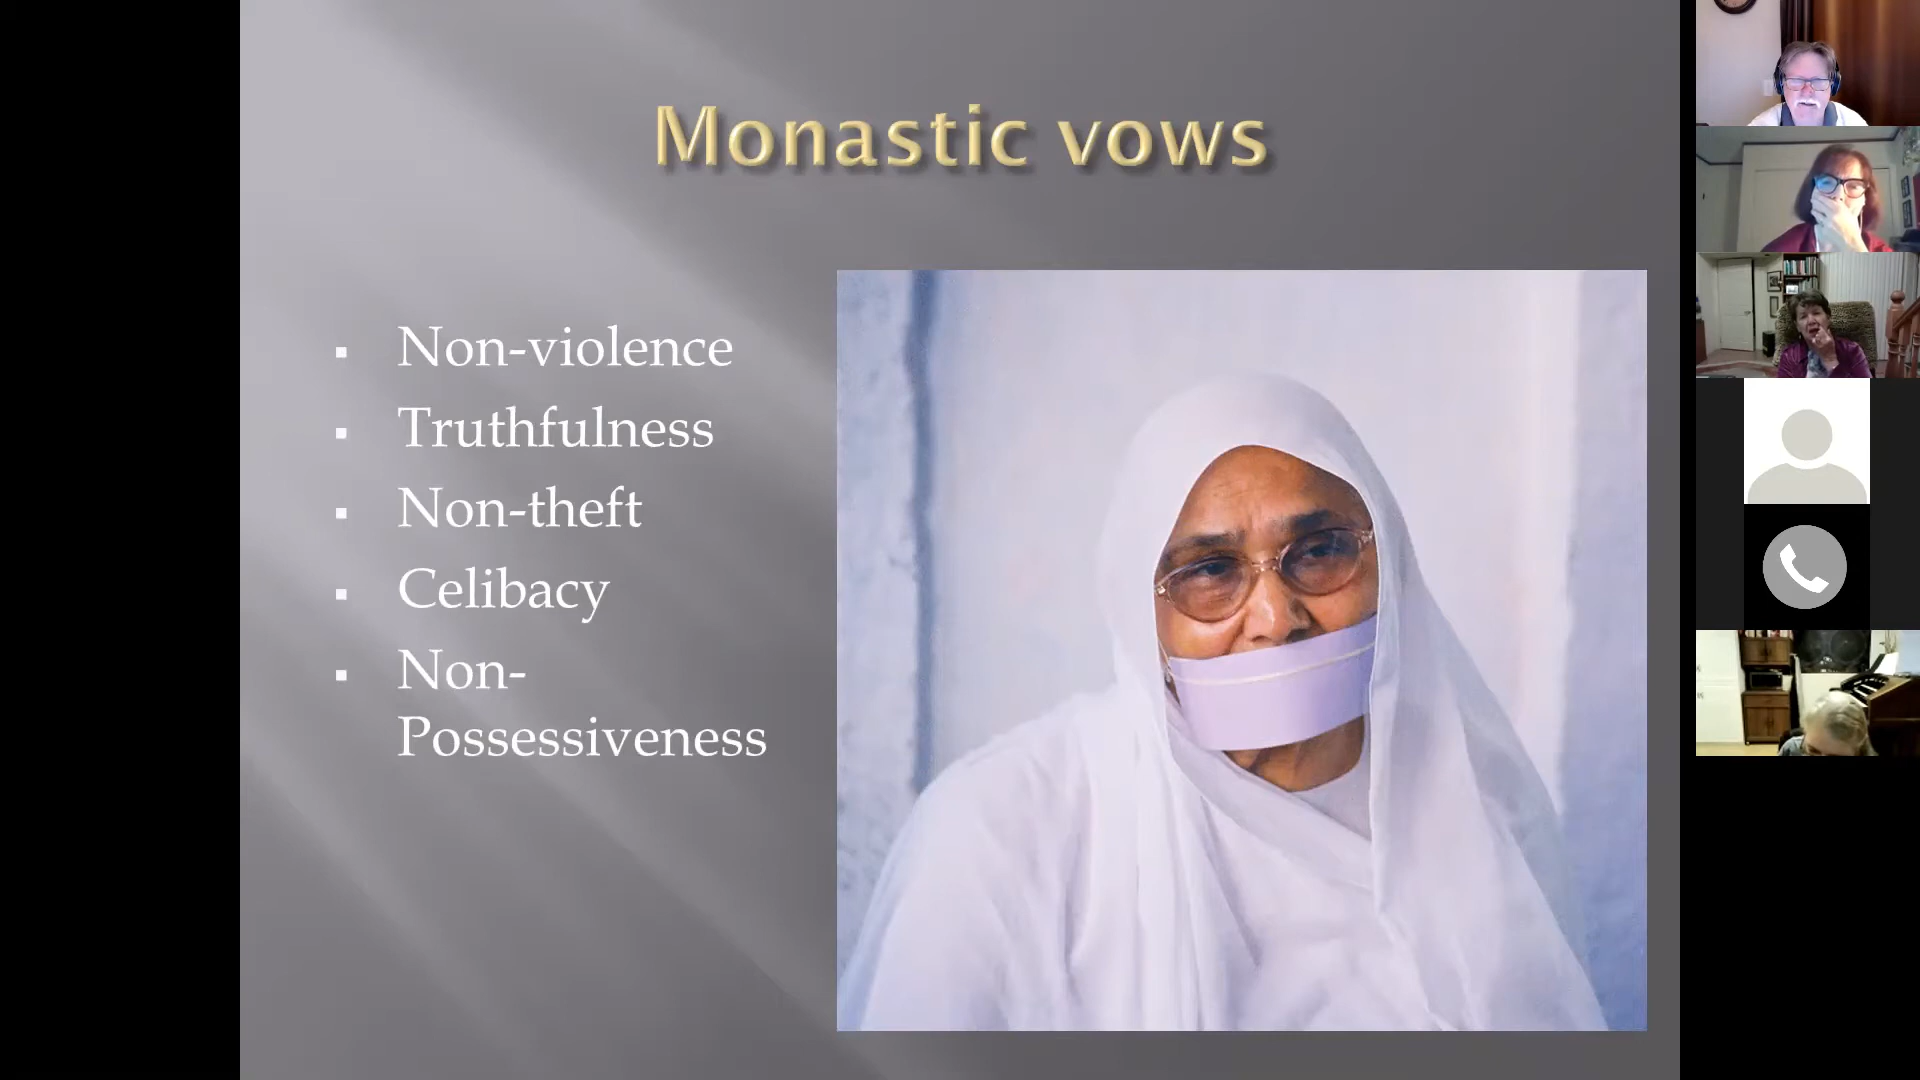 Monastic vows
Non-violence
Truthfulness
Non-theft
Celibacy
Non-
Possessiveness